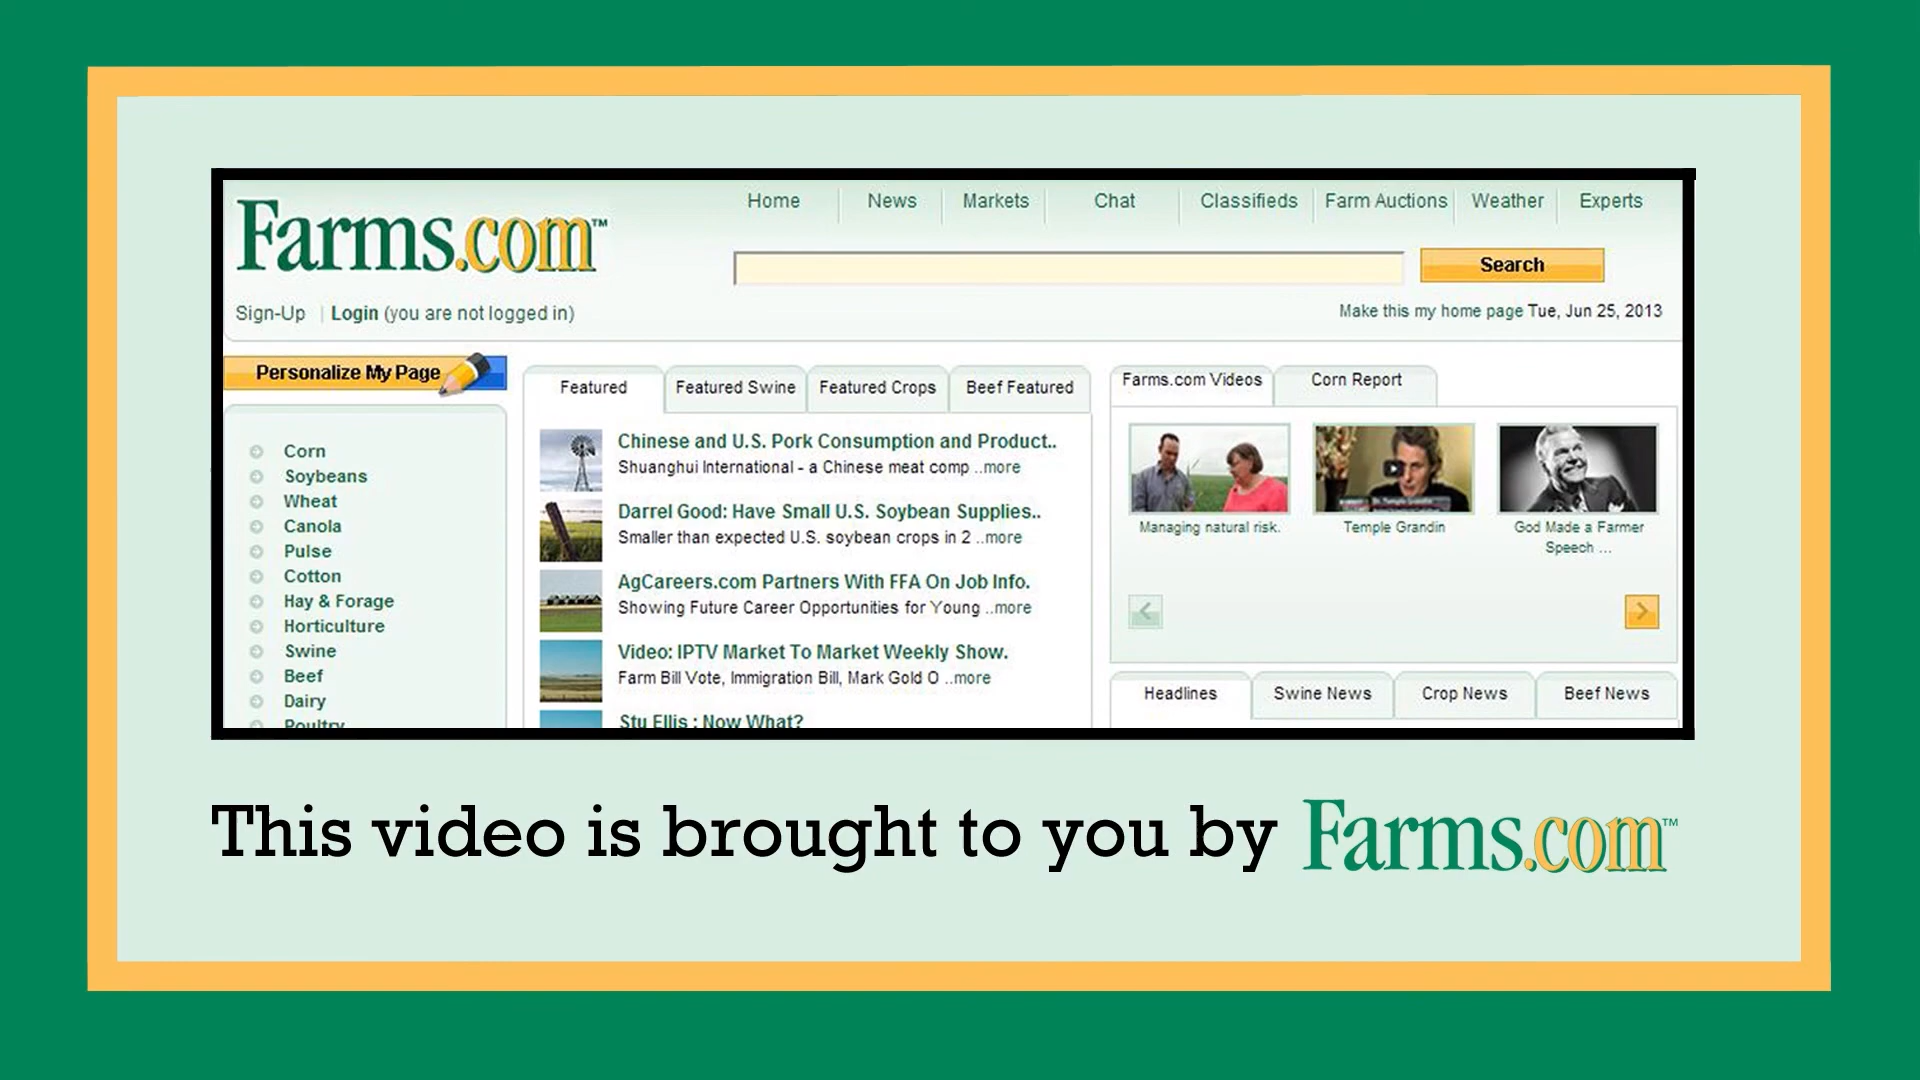 Farms.com™
Home News Markets Chat Classifieds Farm Auctions Weather Experts
Search
Sign-Up | Login (you are not logged in)
Make this my home page Tue, Jun 25, 2013
Personalize My Page
Corn
Soybeans
Wheat
Canola
Pulse
Cotton
Hay & Forage
Horticulture
Swine
Beef
Dairy
Poultry
Featured Featured Swine Featured Crops Beef Featured
Chinese and U.S. Pork Consumption and Product..
Shuanghui International - a Chinese meat comp ..more
Darrel Good: Have Small U.S. Soybean Supplies..
Smaller than expected U.S. soybean crops in 2 ..more
AgCareers.com Partners With FFA On Job Info.
Showing Future Career Opportunities for Young ..more
Video: IPTV Market To Market Weekly Show.
Farm Bill Vote, Immigration Bill, Mark Gold O ..more
Stu Ellis : Now What?
Farms.com Videos Corn Report
Managing natural risk.
Temple Grandin
God Made a Farmer
Speech ...
Headlines Swine News Crop News Beef News
This video is brought to you by Farms.com™